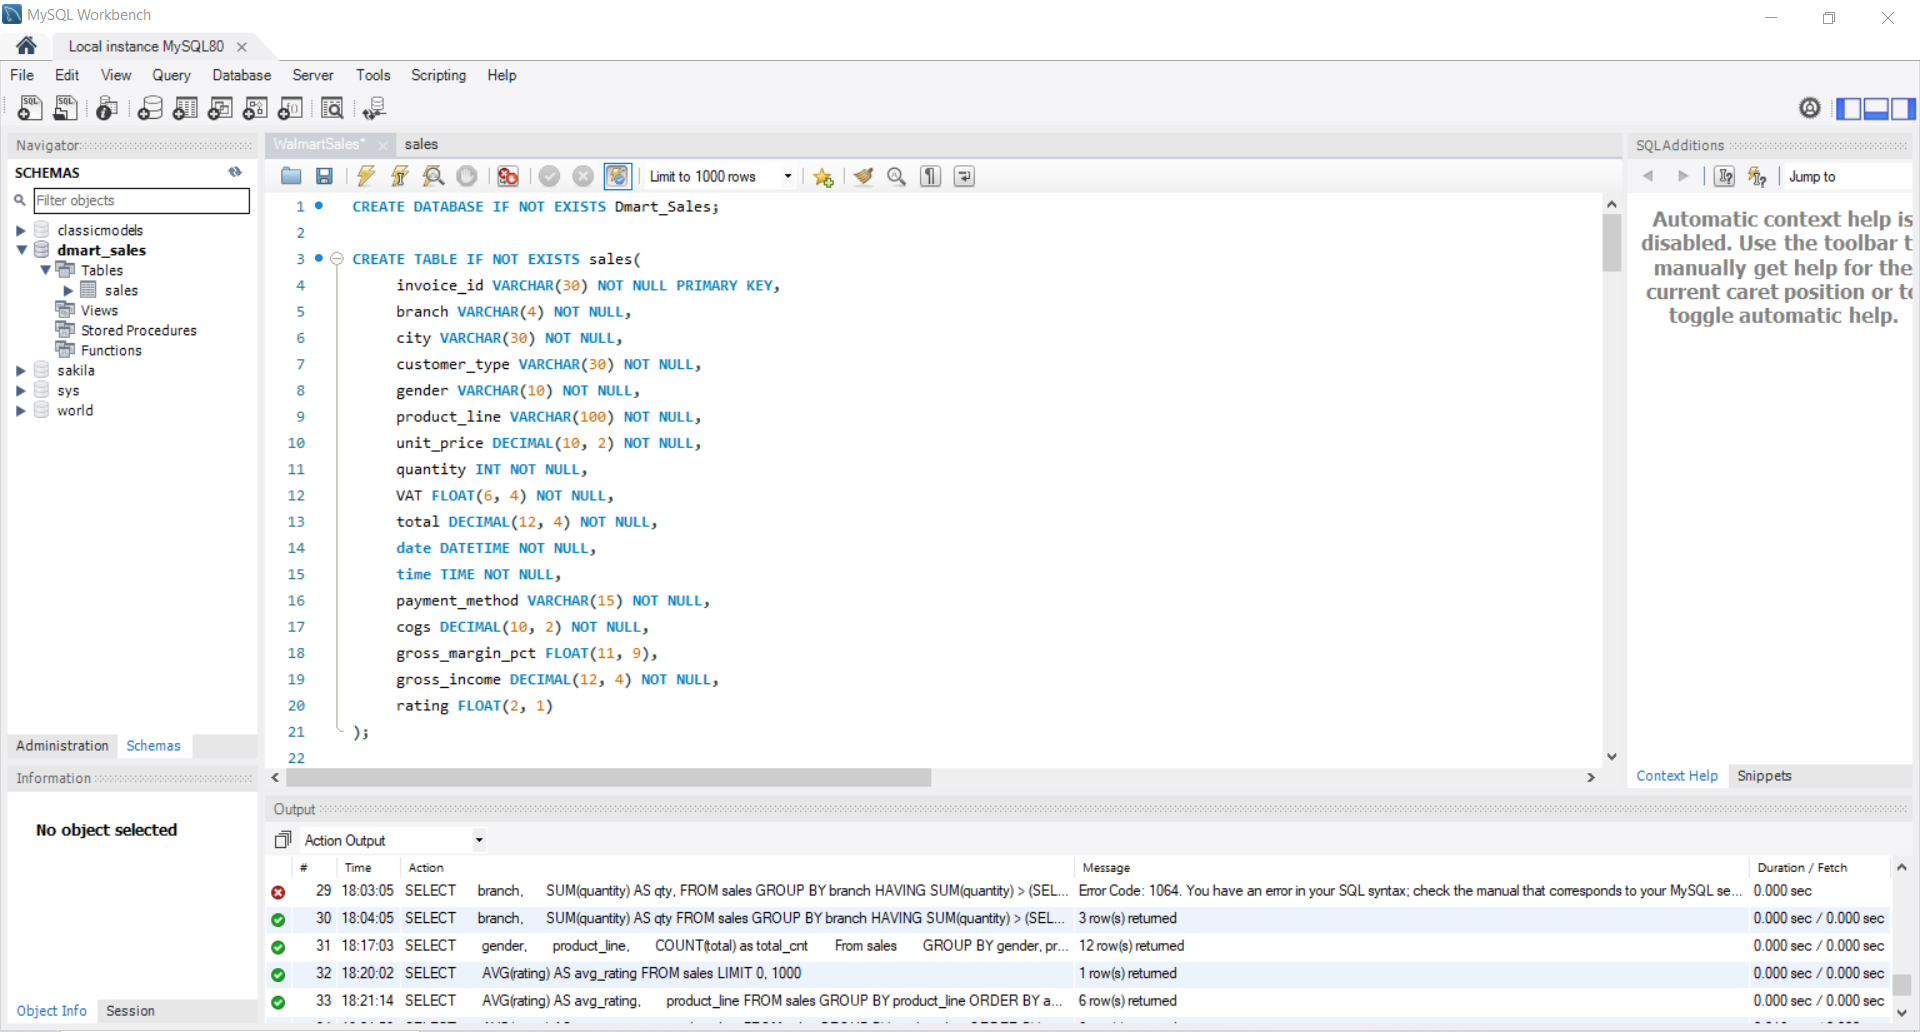 MySQL Workbench
Local instance MySQL80
File Edit View Query Database Server Tools Scripting Help
Navigator
SCHEMAS
Filter objects
classicmodels
dmart_sales
Tables
sales
Views
Stored Procedures
Functions
sakila
sys
world
Administration Schemas
Information
No object selected
Object Info Session
WalmartSales* sales
Limit to 1000 rows
1 CREATE DATABASE IF NOT EXISTS Dmart_Sales;
2
3 CREATE TABLE IF NOT EXISTS sales(
4 invoice_id VARCHAR(30) NOT NULL PRIMARY KEY,
5 branch VARCHAR(4) NOT NULL,
6 city VARCHAR(30) NOT NULL,
7 customer_type VARCHAR(30) NOT NULL,
8 gender VARCHAR(10) NOT NULL,
9 product_line VARCHAR(100) NOT NULL,
10 unit_price DECIMAL(10, 2) NOT NULL,
11 quantity INT NOT NULL,
12 VAT FLOAT(6, 4) NOT NULL,
13 total DECIMAL(12, 4) NOT NULL,
14 date DATETIME NOT NULL,
15 time TIME NOT NULL,
16 payment_method VARCHAR(15) NOT NULL,
17 cogs DECIMAL(10, 2) NOT NULL,
18 gross_margin_pct FLOAT(11, 9),
19 gross_income DECIMAL(12, 4) NOT NULL,
20 rating FLOAT(2, 1)
21 );
22
SQLAdditions
Jump to
Automatic context help is
disabled. Use the toolbar t
manually get help for the
current caret position or to
toggle automatic help.
Context Help Snippets
Output
Action Output
# Time Action Message Duration / Fetch
29 18:03:05 SELECT branch, SUM(quantity) AS qty, FROM sales GROUP BY branch HAVING SUM(quantity) > (SEL... Error Code: 1064. You have an error in your SQL syntax; check the manual that corresponds to your MySQL se... 0.000 sec
30 18:04:05 SELECT branch, SUM(quantity) AS qty FROM sales GROUP BY branch HAVING SUM(quantity) > (SEL... 3 row(s) returned 0.000 sec / 0.000 sec
31 18:17:03 SELECT gender, product_line, COUNT(total) as total_cnt From sales GROUP BY gender, pr... 12 row(s) returned 0.000 sec / 0.000 sec
32 18:20:02 SELECT AVG(rating) AS avg_rating FROM sales LIMIT 0, 1000 1 row(s) returned 0.000 sec / 0.000 sec
33 18:21:14 SELECT AVG(rating) AS avg_rating, product_line FROM sales GROUP BY product_line ORDER BY a... 6 row(s) returned 0.000 sec / 0.000 sec